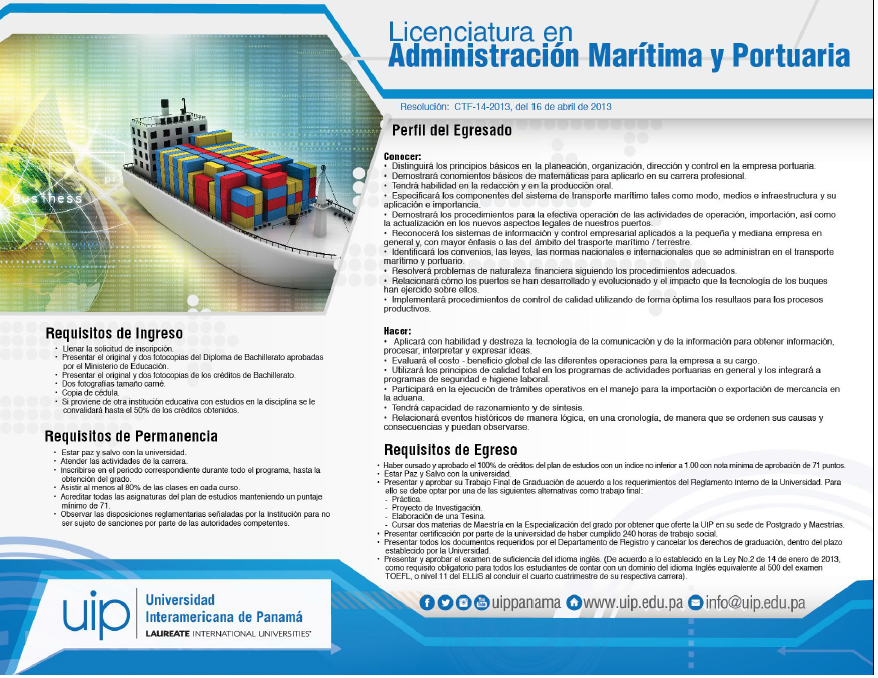 Licenciatura en
Administración Marítima y Portuaria
Resolución: CTF-14-2013, del 16 de abril de 2013
Perfil del Egresado
Conocer:
• Distinguirá los principios básicos en la planeación, organización, dirección y control en la empresa portuaria.
• Demostrará conomientos básicos de matemáticas para aplicarlo en su carrera profesional.
• Tendrá habilidad en la redacción y en la producción oral.
• Especificará los componentes del sistema de transporte marítimo tales como modo, medios e infraestructura y su
aplicación e importancia.
• Demostrará los procedimientos para la efectiva operación de las actividades de operación, importación, así como
la actualización en los nuevos aspectos legales de nuestros puertos.
• Reconocerá los sistemas de información y control empresarial aplicados a la pequeña y mediana empresa en
general y, con mayor énfasis o las del ámbito del trasporte marítimo / terrestre.
• Identificará los convenios, las leyes, las normas nacionales e internacionales que se administran en el transporte
marítimo y portuario.
• Resolverá problemas de naturaleza financiera siguiendo los procedimientos adecuados.
• Relacionará cómo los puertos se han desarrollado y evolucionado y el impacto que la tecnología de los buques
han ejercido sobre ellos.
• Implementará procedimientos de control de calidad utilizando de forma óptima los resultaos para los procesos
productivos.
Hacer:
• Aplicará con habilidad y destreza la tecnología de la comunicación y de la información para obtener información,
procesar, interpretar y expresar ideas.
• Evaluará el costo - beneficio global de las diferentes operaciones para la empresa a su cargo.
• Utilizará los principios de calidad total en los programas de actividades portuarias en general y los integrará a
programas de seguridad e higiene laboral.
• Participará en la ejecución de trámites operativos en el manejo para la importación o exportación de mercancía en
la aduana.
• Tendrá capacidad de razonamiento y de síntesis.
• Relacionará eventos históricos de manera lógica, en una cronología, de manera que se ordenen sus causas y
consecuencias y puedan observarse.
Requisitos de Egreso
• Haber cursado y aprobado el 100% de créditos del plan de estudios con un índice no inferior a 1.00 con nota mínima de aprobación de 71 puntos.
• Estar Paz y Salvo con la universidad.
• Presentar y aprobar su Trabajo Final de Graduación de acuerdo a los requerimientos del Reglamento Interno de la Universidad. Para
ello se debe optar por una de las siguientes alternativas como trabajo final:
- Práctica.
- Proyecto de Investigación.
- Elaboración de una Tesina.
- Cursar dos materias de Maestría en la Especialización del grado por obtener que oferte la UIP en su sede de Postgrado y Maestrías.
• Presentar certificación por parte de la universidad de haber cumplido 240 horas de trabajo social.
• Presentar todos los documentos requeridos por el Departamento de Registro y cancelar los derechos de graduación, dentro del plazo
establecido por la Universidad.
• Presentar y aprobar el examen de suficiencia del idioma inglés. (De acuerdo a lo establecido en la Ley No.2 de 14 de enero de 2013,
como requisito obligatorio para todos los estudiantes de contar con un dominio del idioma Inglés equivalente al 500 del examen
TOEFL, o nivel 11 del ELLIS al concluir el cuarto cuatrimestre de su respectiva carrera).
Business
Requisitos de Ingreso
• Llenar la solicitud de inscripción.
• Presentar el original y dos fotocopias del Diploma de Bachillerato aprobadas
por el Ministerio de Educación.
• Presentar el original y dos fotocopias de los créditos de Bachillerato.
• Dos fotografías tamaño carné.
• Copia de cédula.
• Si proviene de otra institución educativa con estudios en la disciplina se le
convalidará hasta el 50% de los créditos obtenidos.
Requisitos de Permanencia
• Estar paz y salvo con la universidad.
• Atender las actividades de la carrera.
• Inscribirse en el periodo correspondiente durante todo el programa, hasta la
obtención del grado.
• Asistir al menos al 80% de las clases en cada curso.
• Acreditar todas las asignaturas del plan de estudios manteniendo un puntaje
mínimo de 71.
• Observar las disposiciones reglamentarias señaladas por la Institución para no
ser sujeto de sanciones por parte de las autoridades competentes.
uip
Universidad
Interamericana de Panamá
LAUREATE INTERNATIONAL UNIVERSITIES®
uippanama www.uip.edu.pa info@uip.edu.pa